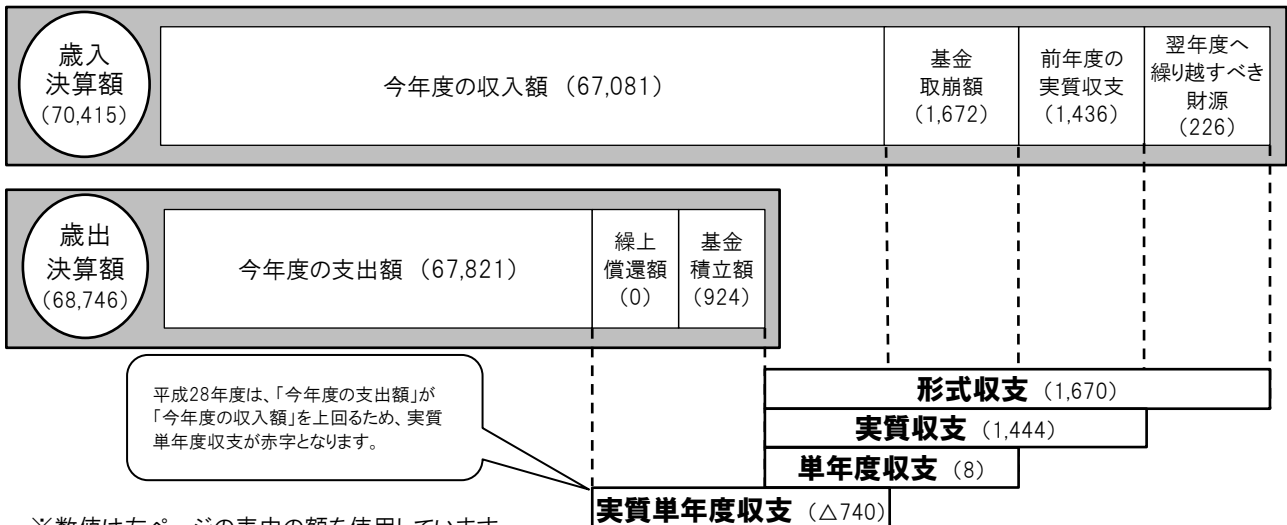 歳入
決算額
(70,415)
今年度の収入額 (67,081)
基金
取崩額
(1,672)
前年度の
実質収支
(1,436)
翌年度へ
繰り越すべき
財源
(226)
歳出
決算額
(68,746)
今年度の支出額 (67,821)
繰上
償還額
(0)
基金
積立額
(924)
平成28年度は、「今年度の支出額」が
「今年度の収入額」を上回るため、実質
単年度収支が赤字となります。
形式収支 (1,670)
実質収支 (1,444)
単年度収支 (8)
実質単年度収支 (△740)